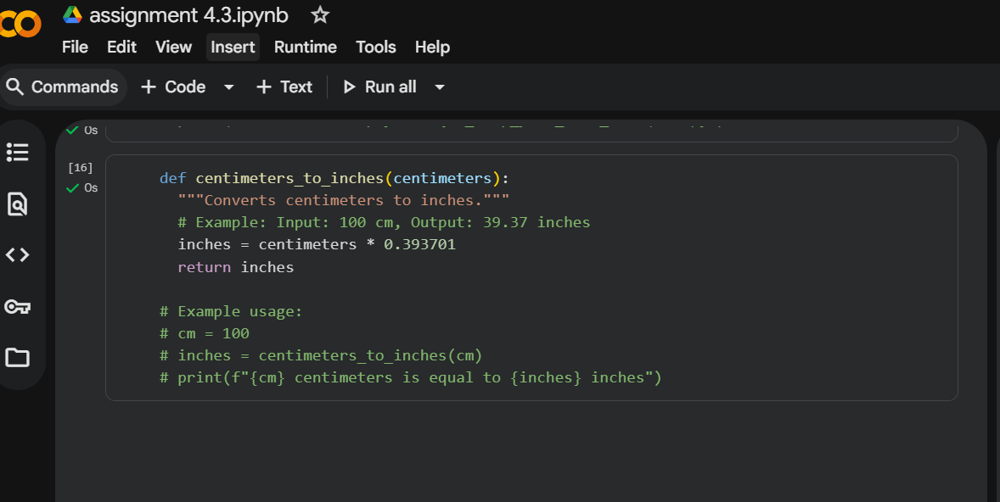 assignment 4.3.ipynb
File Edit View Insert Runtime Tools Help
Commands + Code + Text Run all
0s
[16]
0s
def centimeters_to_inches(centimeters):
"""Converts centimeters to inches."""
# Example: Input: 100 cm, Output: 39.37 inches
inches = centimeters * 0.393701
return inches
# Example usage:
# cm = 100
# inches = centimeters_to_inches(cm)
# print(f"{cm} centimeters is equal to {inches} inches")